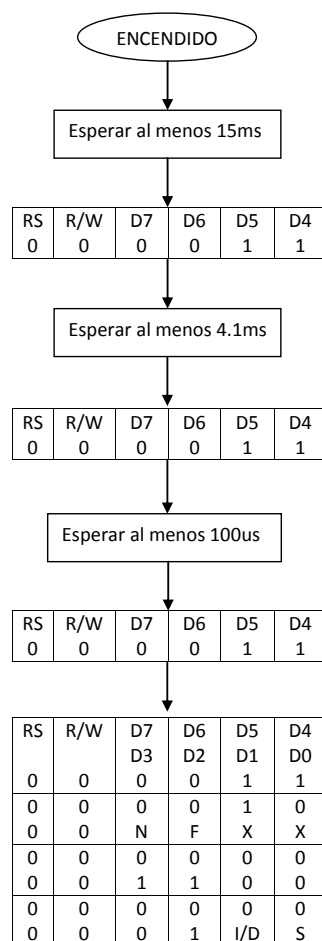 ENCENDIDO
Esperar al menos 15ms
RS R/W D7 D6 D5 D4
0 0 0 0 1 1
Esperar al menos 4.1ms
RS R/W D7 D6 D5 D4
0 0 0 0 1 1
Esperar al menos 100us
RS R/W D7 D6 D5 D4
0 0 0 0 1 1
RS R/W D7 D6 D5 D4
D3 D2 D1 D0
0 0 0 0 1 1
0 0 0 0 1 0
0 0 N F X X
0 0 0 0 0 0
0 0 1 1 0 0
0 0 0 0 0 0
0 0 0 1 I/D S